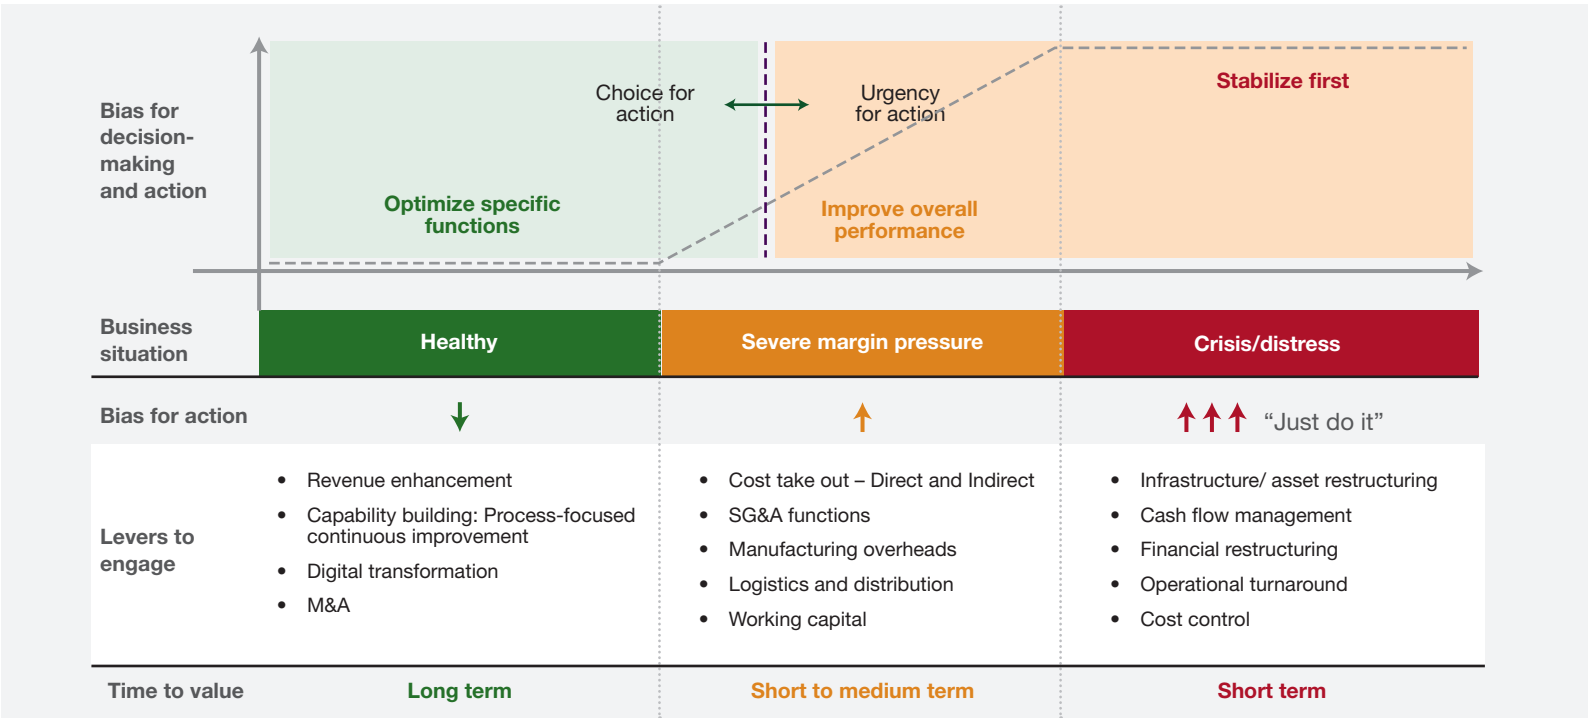 Bias for
decision-
making
and action
Choice for
action
Urgency
for action
Stabilize first
Optimize specific
functions
Improve overall
performance
Business
situation
Healthy
Severe margin pressure
Crisis/distress
Bias for action
“Just do it”
Levers to
engage
• Revenue enhancement
• Capability building: Process-focused
continuous improvement
• Digital transformation
• M&A
• Cost take out – Direct and Indirect
• SG&A functions
• Manufacturing overheads
• Logistics and distribution
• Working capital
• Infrastructure/ asset restructuring
• Cash flow management
• Financial restructuring
• Operational turnaround
• Cost control
Time to value
Long term
Short to medium term
Short term